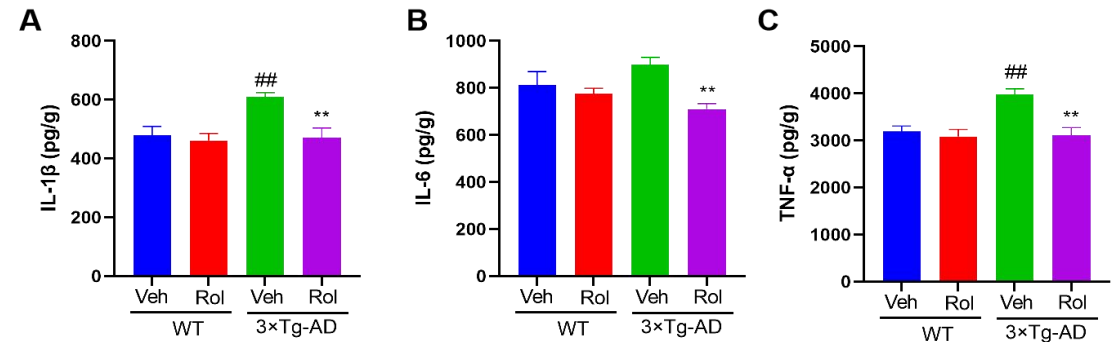 A
IL-1β (pg/g)
800
600
400
200
0
##
**
Veh Rol Veh Rol
WT 3×Tg-AD
B
IL-6 (pg/g)
1000
800
600
400
200
0
**
Veh Rol Veh Rol
WT 3×Tg-AD
C
TNF-α (pg/g)
5000
4000
3000
2000
1000
0
##
**
Veh Rol Veh Rol
WT 3×Tg-AD